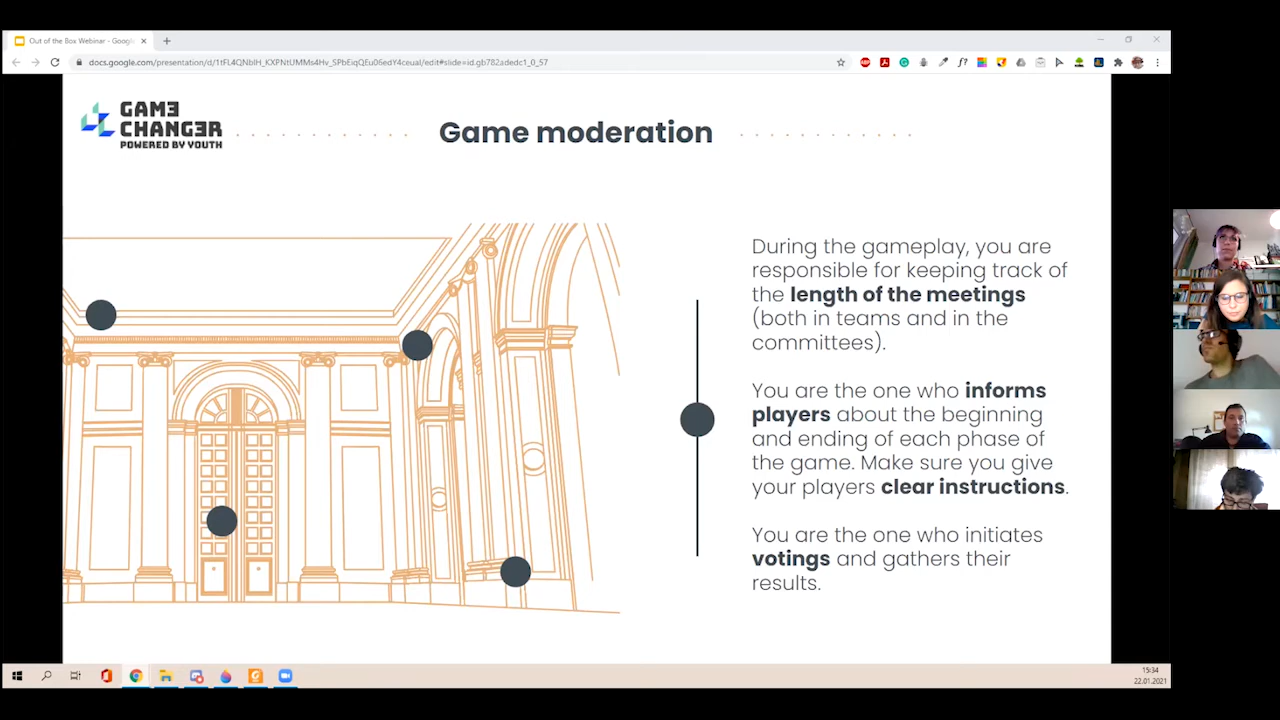 Out of the Box Webinar - Googl
docs.google.com/presentation/d/1tFL4QNblH_KXPNtUMMs4Hv_SPbEiqQEu06edY4ceuaI/edit#slide=id.gb782adedc1_0_57
GAME
CHANGER
POWERED BY YOUTH
Game moderation
During the gameplay, you are
responsible for keeping track of
the length of the meetings
(both in teams and in the
committees).
You are the one who informs
players about the beginning
and ending of each phase of
the game. Make sure you give
your players clear instructions.
You are the one who initiates
votings and gathers their
results.
15:34
22.01.2021